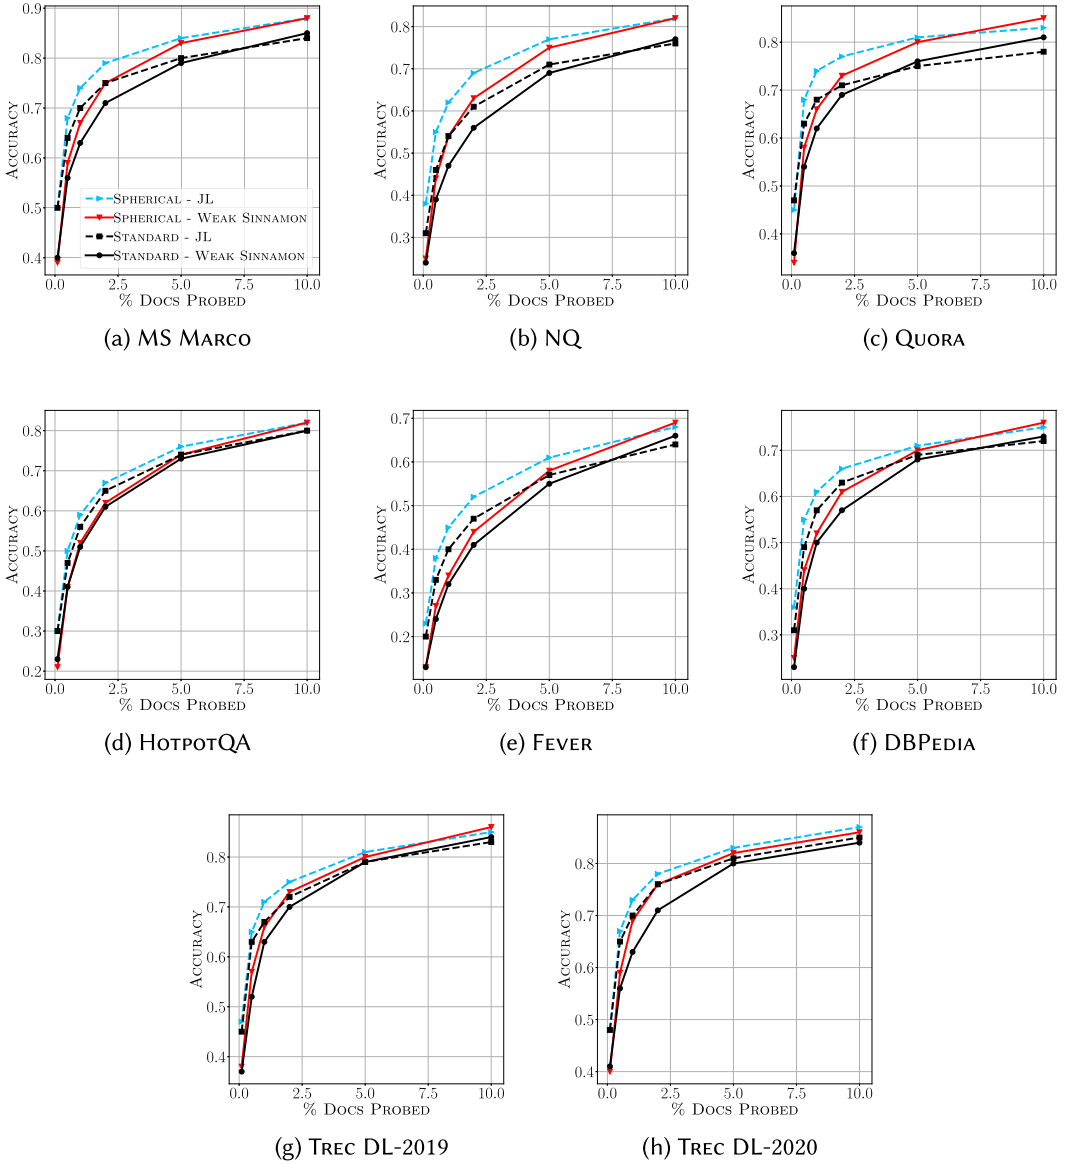 0.9
0.8
0.7
0.6
0.5
0.4
ACCURACY
SPHERICAL - JL
SPHERICAL - WEAK SINNAMON
STANDARD - JL
STANDARD - WEAK SINNAMON
0.0 2.5 5.0 7.5 10.0
% DOCS PROBED
(a) MS MARCO
0.8
0.7
0.6
0.5
0.4
0.3
ACCURACY
0.0 2.5 5.0 7.5 10.0
% DOCS PROBED
(b) NQ
0.8
0.7
0.6
0.5
0.4
ACCURACY
0.0 2.5 5.0 7.5 10.0
% DOCS PROBED
(c) QUORA
0.8
0.7
0.6
0.5
0.4
0.3
0.2
ACCURACY
0.0 2.5 5.0 7.5 10.0
% DOCS PROBED
(d) HOTPOTQA
0.7
0.6
0.5
0.4
0.3
0.2
ACCURACY
0.0 2.5 5.0 7.5 10.0
% DOCS PROBED
(e) FEVER
0.7
0.6
0.5
0.4
0.3
ACCURACY
0.0 2.5 5.0 7.5 10.0
% DOCS PROBED
(f) DBPEDIA
0.8
0.7
0.6
0.5
0.4
ACCURACY
0.0 2.5 5.0 7.5 10.0
% DOCS PROBED
(g) TREC DL-2019
0.8
0.7
0.6
0.5
0.4
ACCURACY
0.0 2.5 5.0 7.5 10.0
% DOCS PROBED
(h) TREC DL-2020